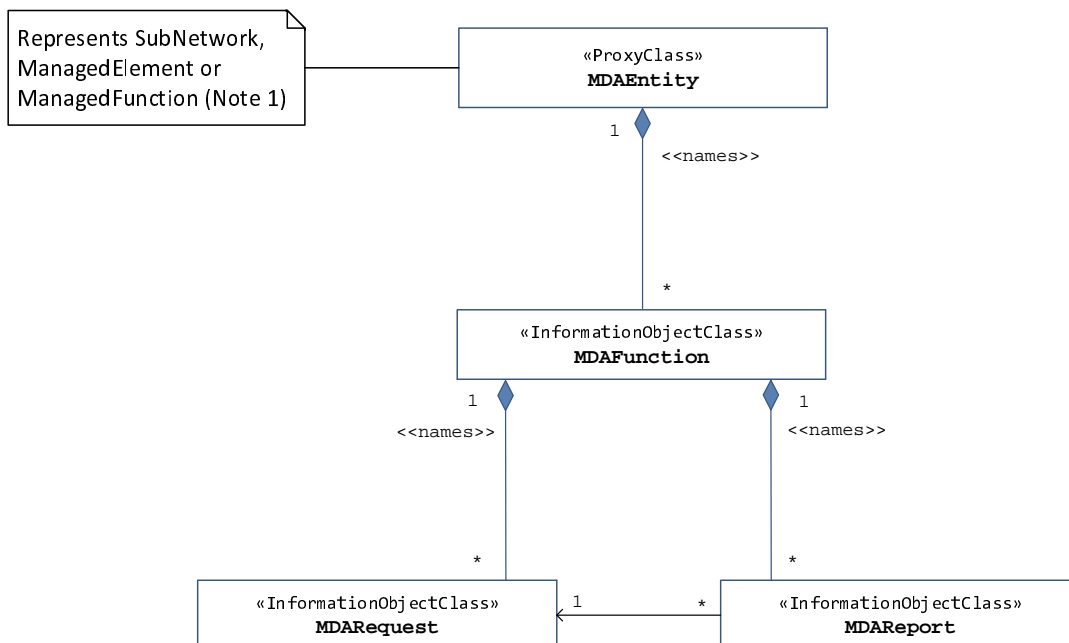 Represents SubNetwork,
ManagedElement or
ManagedFunction (Note 1)
«ProxyClass»
MDAEntity
1
<<names>>
*
«InformationObjectClass»
MDAFunction
1
<<names>>
1
<<names>>
*
*
«InformationObjectClass»
MDARequest
1
*
«InformationObjectClass»
MDAReport